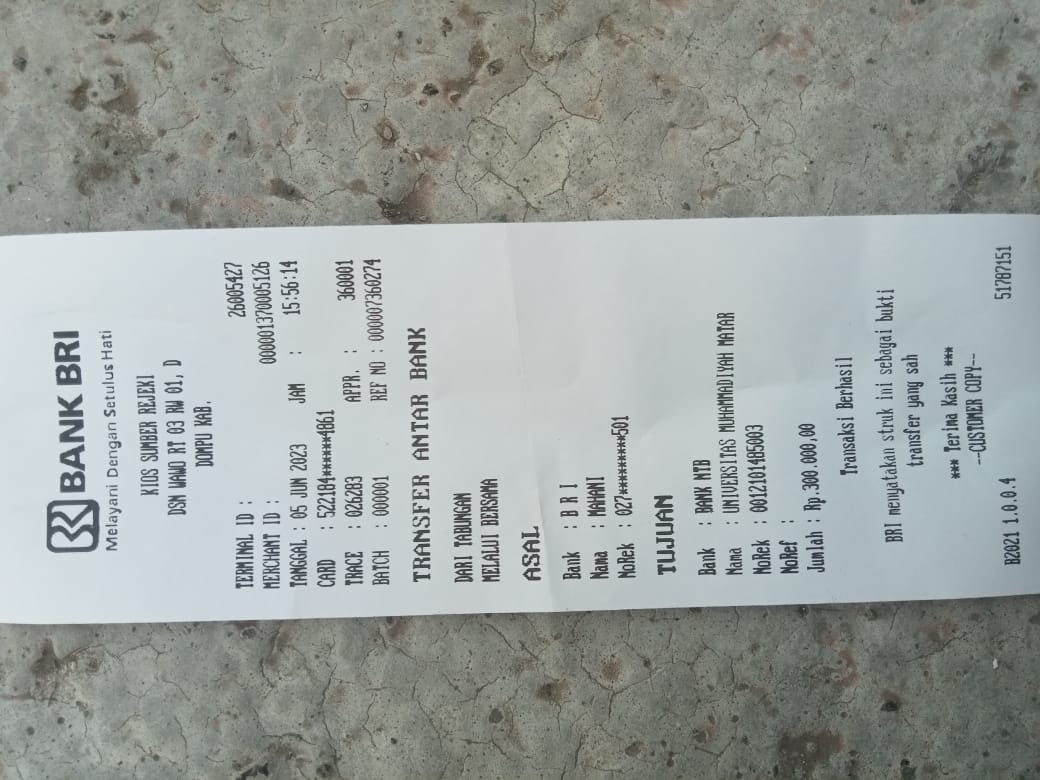 BANK BRI
Melayani Dengan Setulus Hati
KIOS SUMBER REJEKI
DSN WAWO RT 03 RW 01, D
DOMPU KAB.
TERMINAL ID : 26005427
MERCHANT ID : 000001370005126
TANGGAL : 05 JUN 2023 JAM : 15:56:14
CARD : 522184******4861
TRACE : 026283 APPR. : 360001
BATCH : 000001 REF NO : 000007360274
TRANSFER ANTAR BANK
DARI TABUNGAN
MELALUI BERSAMA
ASAL
Bank : B R I
Nama : MAHANI
NoRek : 027*********501
TUJUAN
Bank : BANK NTB
Nama : UNIVERSITAS MUHAMMADIYAH MATAR
NoRek : 0012101485003
NoRef :
Jumlah : Rp.300.000,00
Transaksi Berhasil
BRI menyatakan struk ini sebagai bukti
transfer yang sah
*** Terima Kasih ***
--CUSTOMER COPY--
B2021 1.0.4 51787151